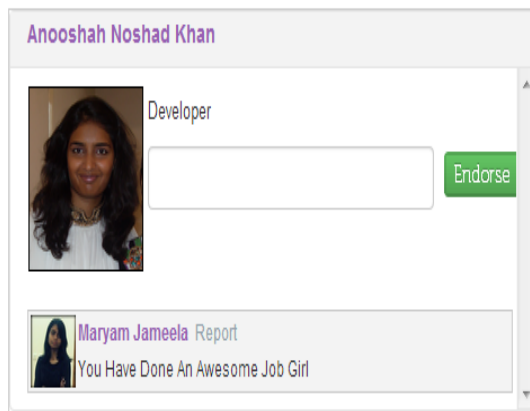 Anooshah Noshad Khan
Developer
Endorse
Maryam Jameela Report
You Have Done An Awesome Job Girl